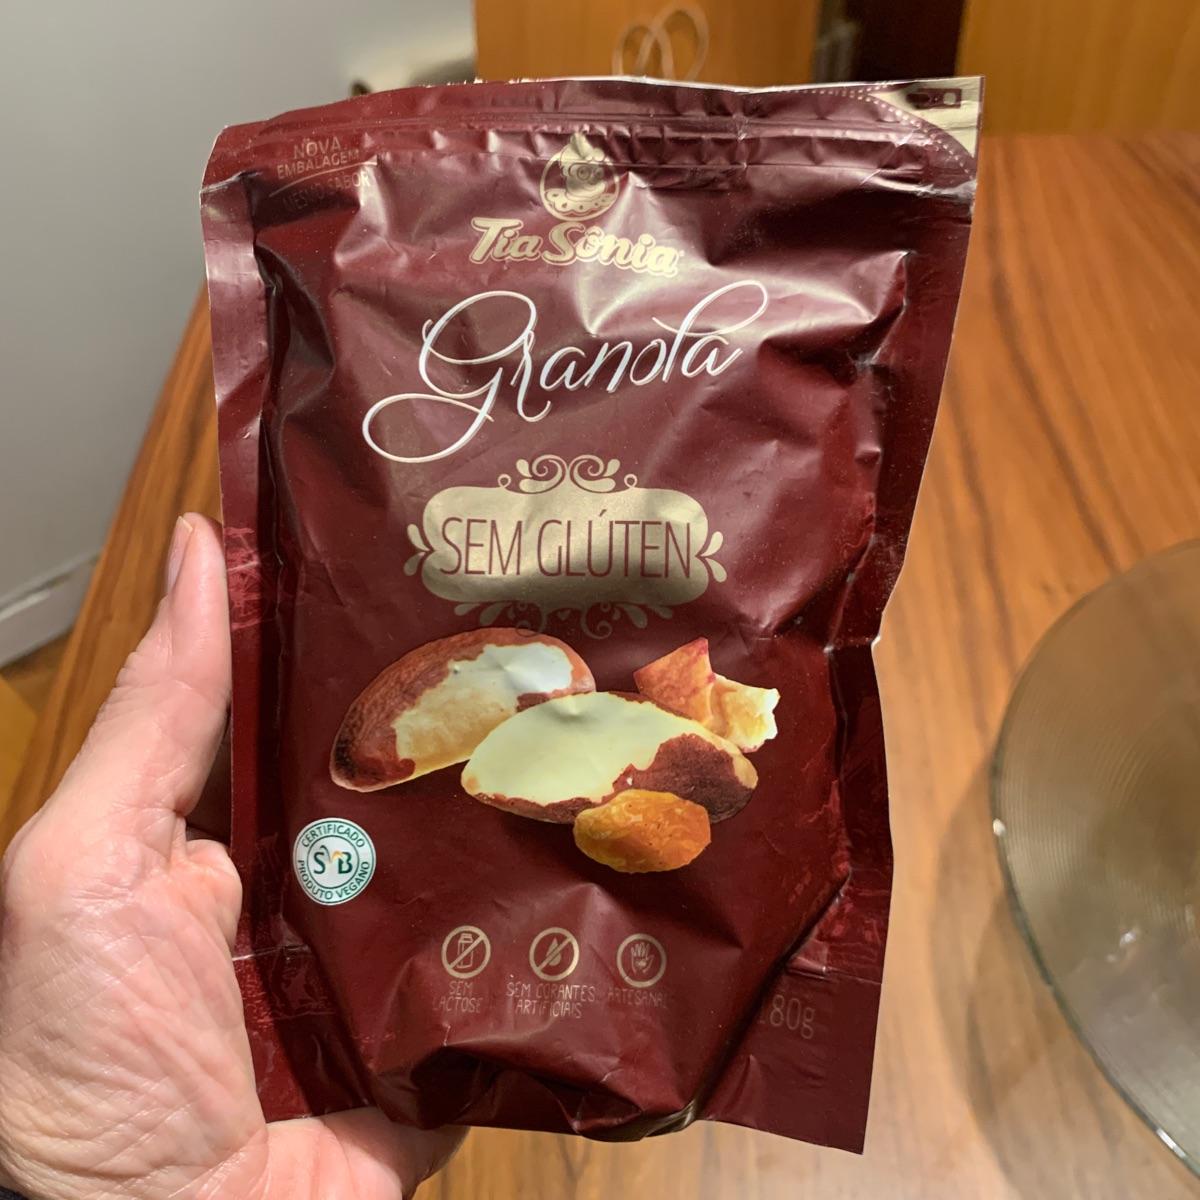 NOVA
EMBALAGEM
MESMO SABOR
Tia Sônia
Granola
SEM GLÚTEN
CERTIFICADO
SVB
PRODUTO VEGANO
SEM
LACTOSE
SEM CORANTES
ARTIFICIAIS
ARTESANAL